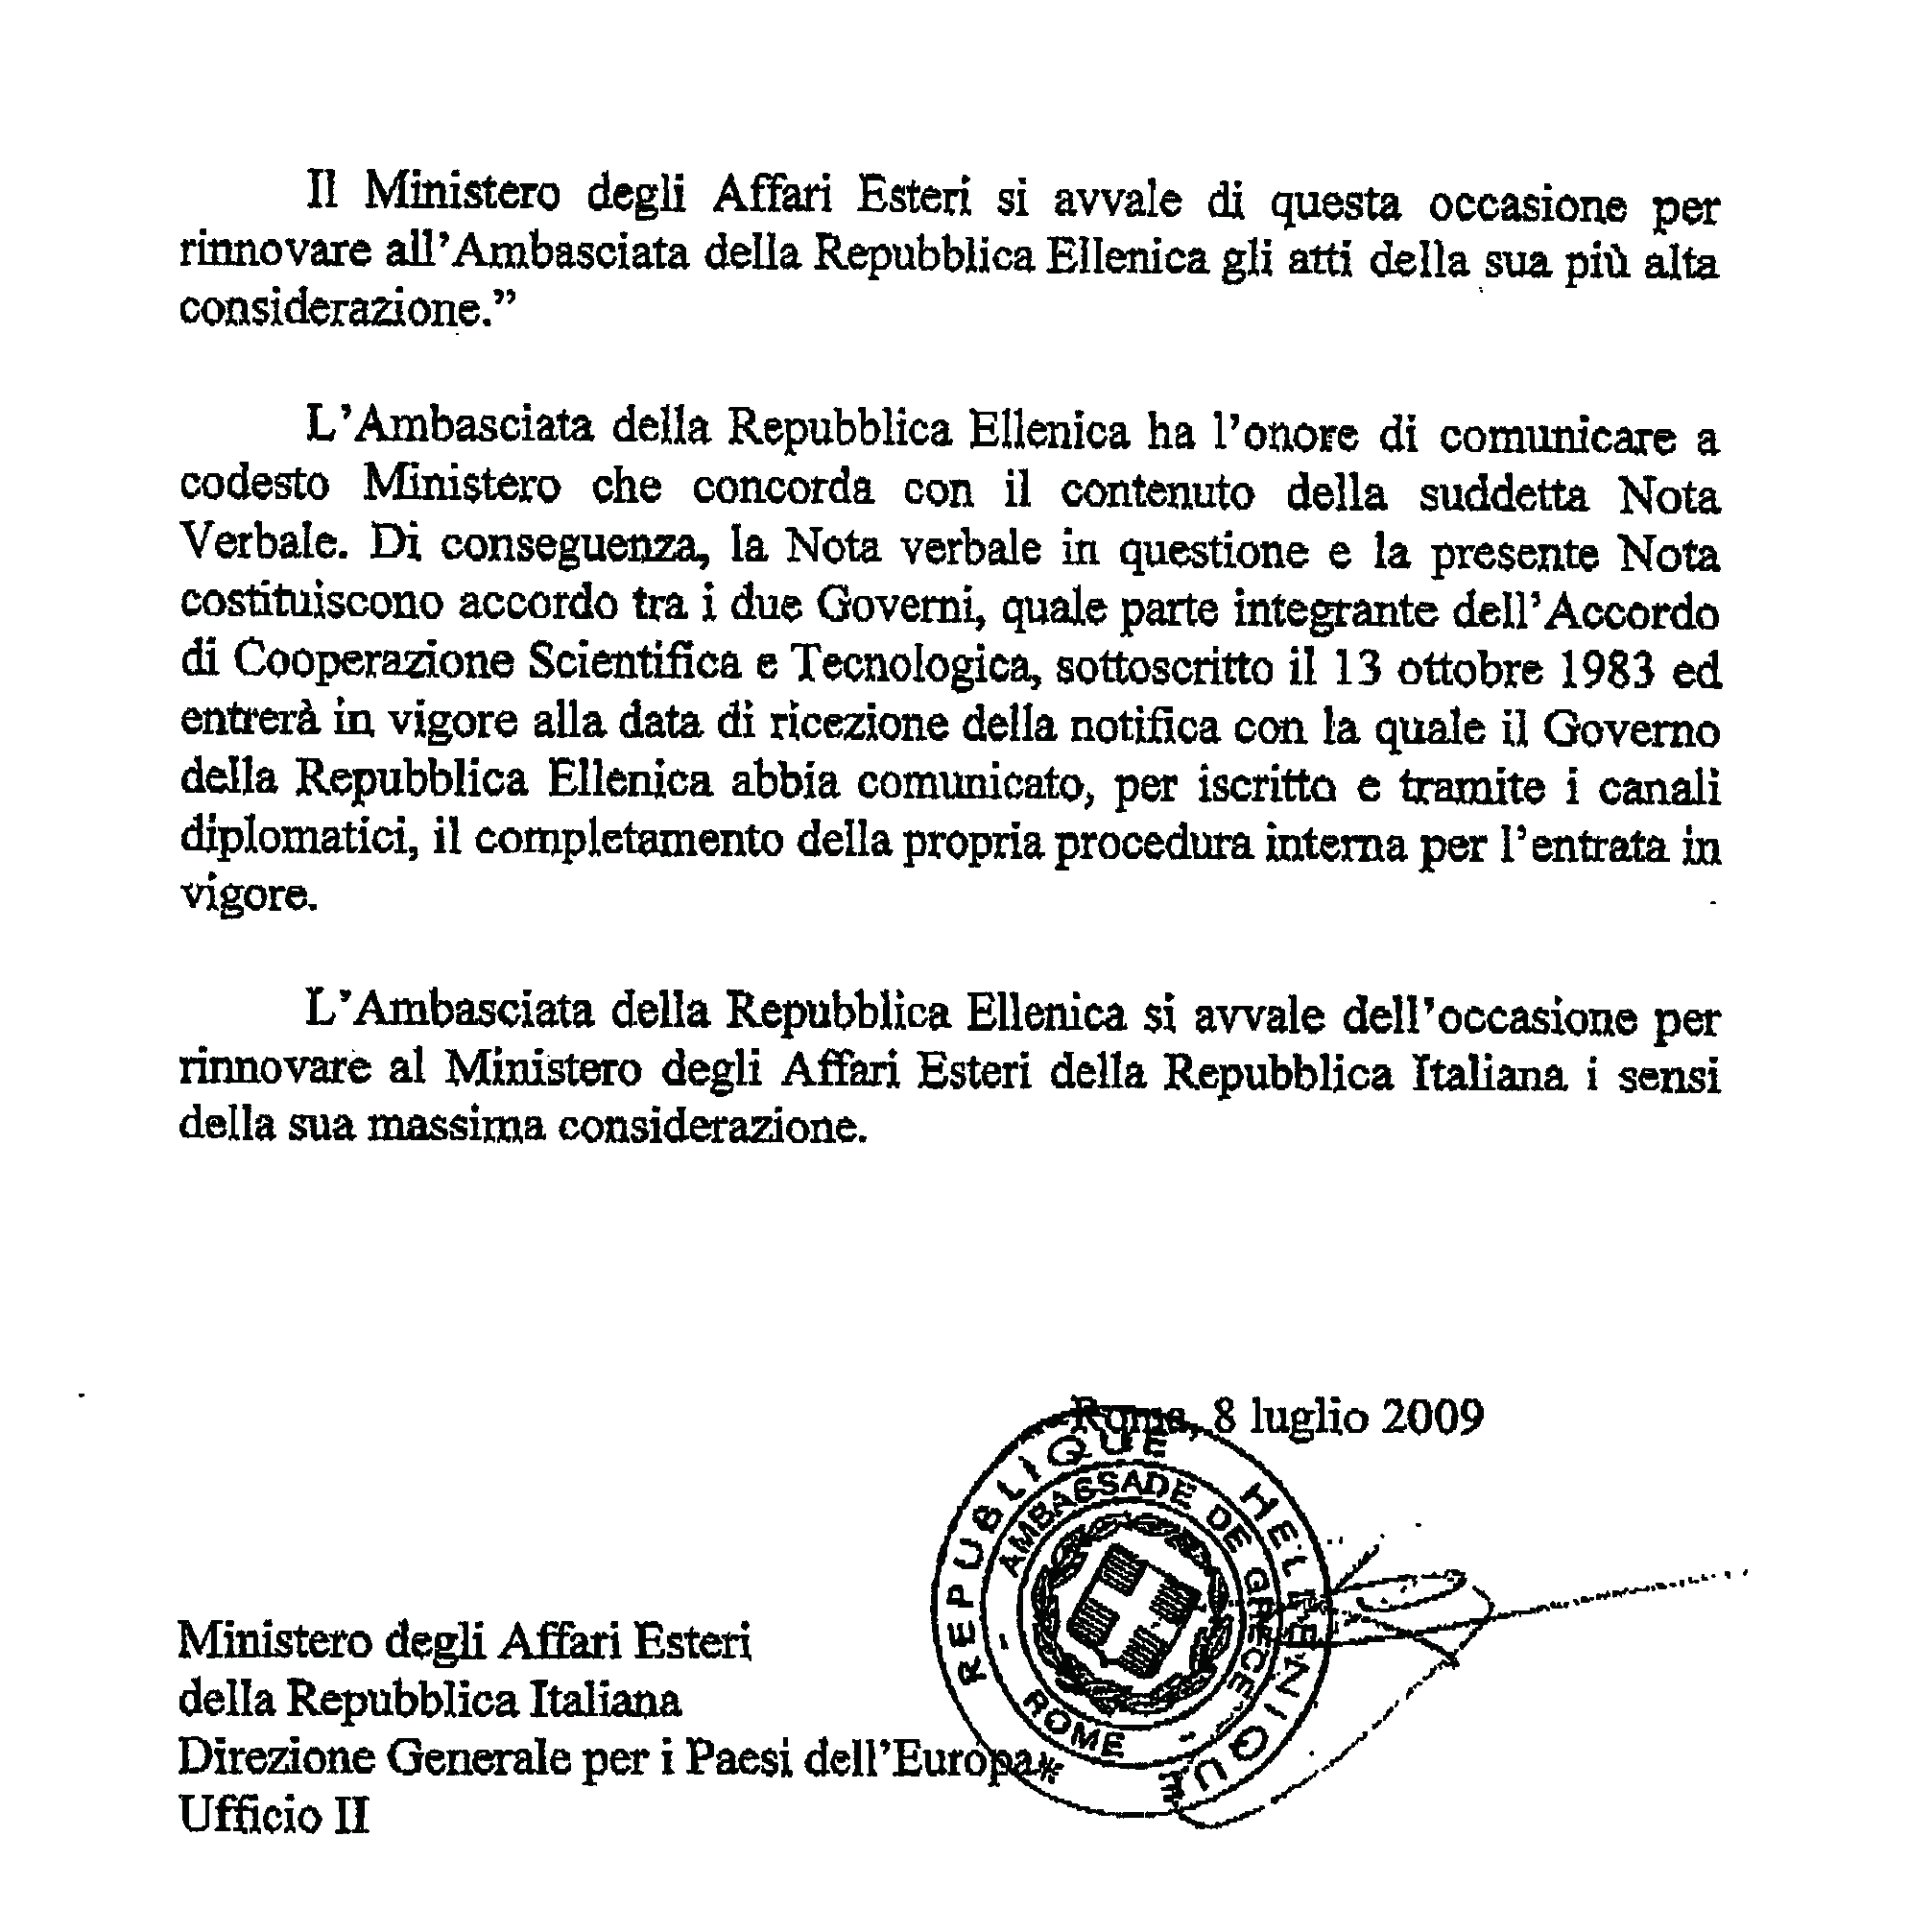 Il Ministero degli Affari Esteri si avvale di questa occasione per
rinnovare all'Ambasciata della Repubblica Ellenica gli atti della sua più alta
considerazione.”
L'Ambasciata della Repubblica Ellenica ha l'onore di comunicare a
codesto Ministero che concorda con il contenuto della suddetta Nota
Verbale. Di conseguenza, la Nota verbale in questione e la presente Nota
costituiscono accordo tra i due Governi, quale parte integrante dell'Accordo
di Cooperazione Scientifica e Tecnologica, sottoscritto il 13 ottobre 1983 ed
entrerà in vigore alla data di ricezione della notifica con la quale il Governo
della Repubblica Ellenica abbia comunicato, per iscritto e tramite i canali
diplomatici, il completamento della propria procedura interna per l'entrata in
vigore.
L'Ambasciata della Repubblica Ellenica si avvale dell'occasione per
rinnovare al Ministero degli Affari Esteri della Repubblica Italiana i sensi
della sua massima considerazione.
Roma, 8 luglio 2009
REPUBLIQUE HELLENIQUE
AMBASSADE DE GRECE
- ROME -
Ministero degli Affari Esteri
della Repubblica Italiana
Direzione Generale per i Paesi dell'Europa
Ufficio II